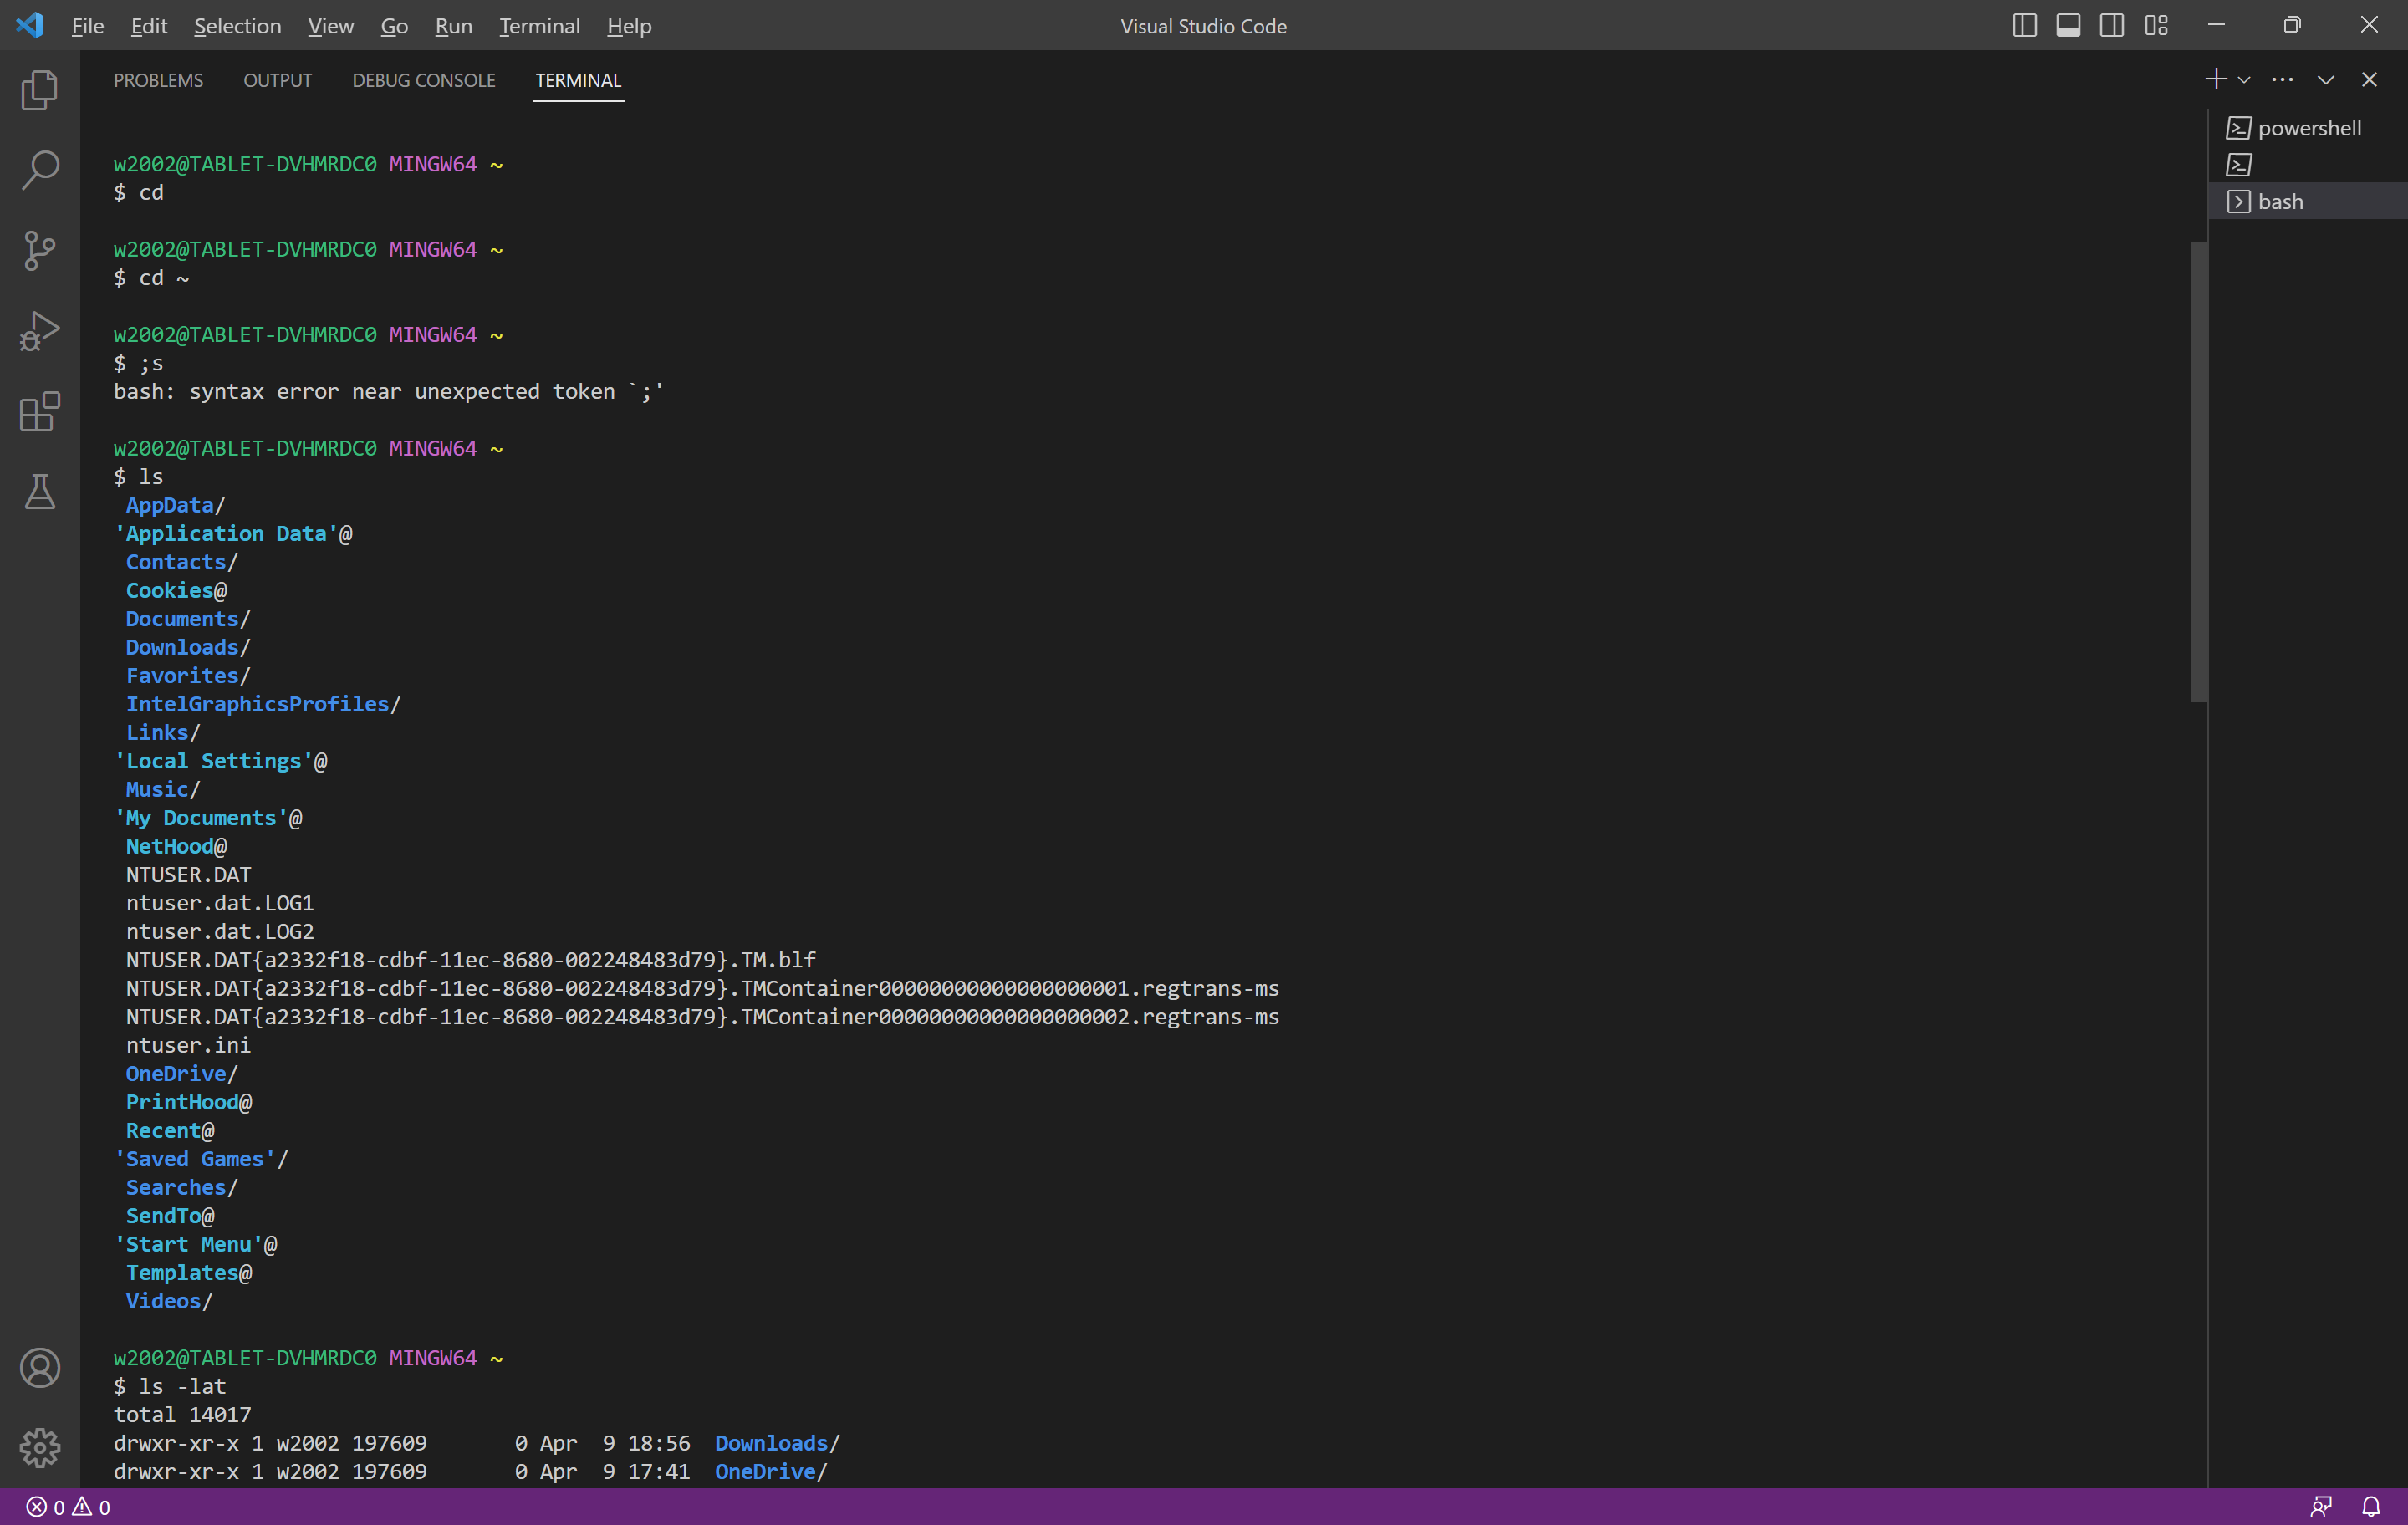 File Edit Selection View Go Run Terminal Help Visual Studio Code
PROBLEMS OUTPUT DEBUG CONSOLE TERMINAL
powershell
bash
w2002@TABLET-DVHMRDC0 MINGW64 ~
$ cd
w2002@TABLET-DVHMRDC0 MINGW64 ~
$ cd ~
w2002@TABLET-DVHMRDC0 MINGW64 ~
$ ;s
bash: syntax error near unexpected token `;'
w2002@TABLET-DVHMRDC0 MINGW64 ~
$ ls
AppData/
'Application Data'@
Contacts/
Cookies@
Documents/
Downloads/
Favorites/
IntelGraphicsProfiles/
Links/
'Local Settings'@
Music/
'My Documents'@
NetHood@
NTUSER.DAT
ntuser.dat.LOG1
ntuser.dat.LOG2
NTUSER.DAT{a2332f18-cdbf-11ec-8680-002248483d79}.TM.blf
NTUSER.DAT{a2332f18-cdbf-11ec-8680-002248483d79}.TMContainer00000000000000000001.regtrans-ms
NTUSER.DAT{a2332f18-cdbf-11ec-8680-002248483d79}.TMContainer00000000000000000002.regtrans-ms
ntuser.ini
OneDrive/
PrintHood@
Recent@
'Saved Games'/
Searches/
SendTo@
'Start Menu'@
Templates@
Videos/
w2002@TABLET-DVHMRDC0 MINGW64 ~
$ ls -lat
total 14017
drwxr-xr-x 1 w2002 197609 0 Apr 9 18:56 Downloads/
drwxr-xr-x 1 w2002 197609 0 Apr 9 17:41 OneDrive/
0 0